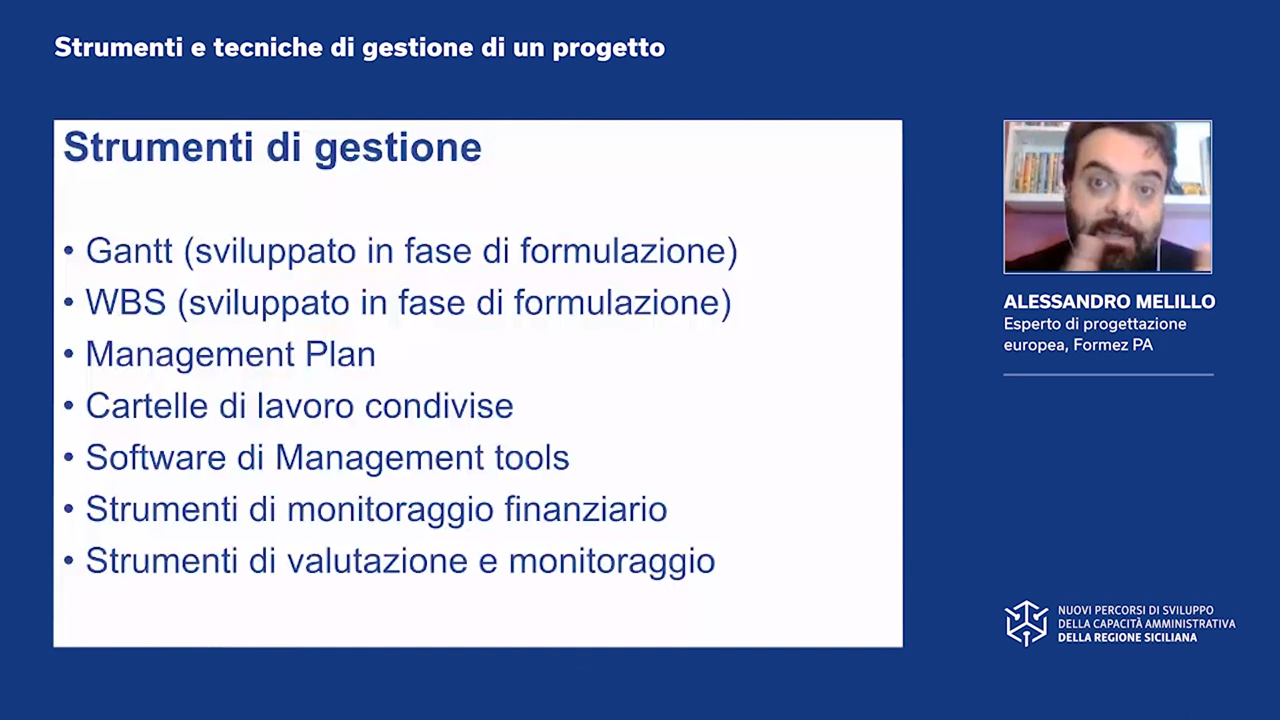 Strumenti e tecniche di gestione di un progetto
Strumenti di gestione
• Gantt (sviluppato in fase di formulazione)
• WBS (sviluppato in fase di formulazione)
• Management Plan
• Cartelle di lavoro condivise
• Software di Management tools
• Strumenti di monitoraggio finanziario
• Strumenti di valutazione e monitoraggio
ALESSANDRO MELILLO
Esperto di progettazione
europea, Formez PA
NUOVI PERCORSI DI SVILUPPO
DELLA CAPACITÀ AMMINISTRATIVA
DELLA REGIONE SICILIANA